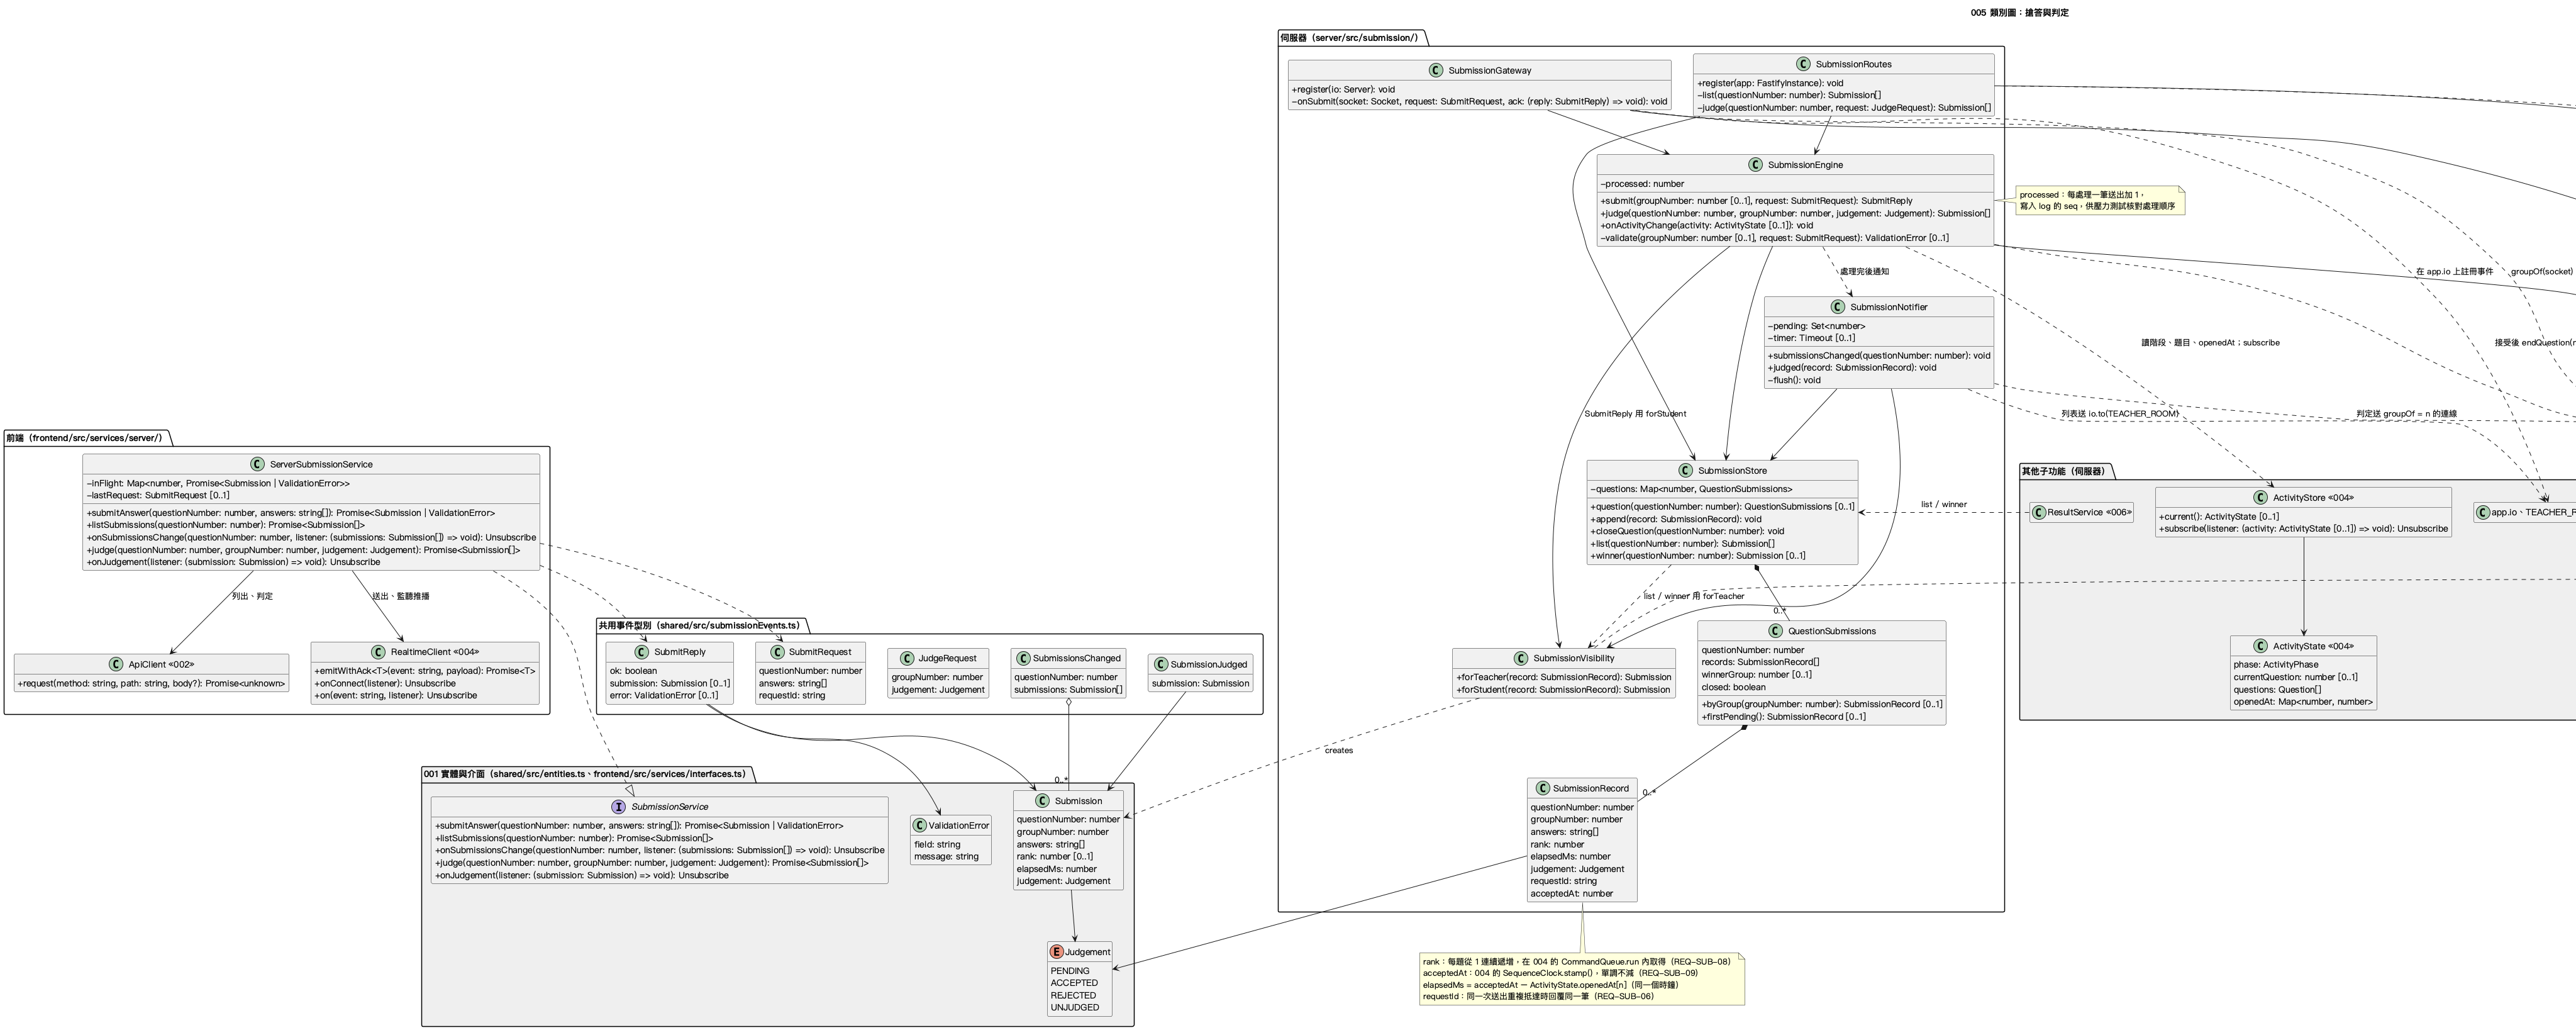 005 類別圖：搶答與判定
伺服器（server/src/submission/）
SubmissionGateway
+register(io: Server): void
−onSubmit(socket: Socket, request: SubmitRequest, ack: (reply: SubmitReply) => void): void
SubmissionRoutes
+register(app: FastifyInstance): void
−list(questionNumber: number): Submission[]
−judge(questionNumber: number, request: JudgeRequest): Submission[]
SubmissionEngine
−processed: number
+submit(groupNumber: number [0..1], request: SubmitRequest): SubmitReply
+judge(questionNumber: number, groupNumber: number, judgement: Judgement): Submission[]
+onActivityChange(activity: ActivityState [0..1]): void
−validate(groupNumber: number [0..1], request: SubmitRequest): ValidationError [0..1]
processed：每處理一筆送出加 1，
寫入 log 的 seq，供壓力測試核對處理順序
處理完後通知
在 app.io 上註冊事件
groupOf(socket)
SubmissionNotifier
−pending: Set<number>
−timer: Timeout [0..1]
+submissionsChanged(questionNumber: number): void
+judged(record: SubmissionRecord): void
−flush(): void
讀階段、題目、openedAt；subscribe
接受後 endQuestion(n
SubmitReply 用 forStudent
列表送 io.to(TEACHER_ROOM)
判定送 groupOf = n 的連線
前端（frontend/src/services/server/）
ServerSubmissionService
−inFlight: Map<number, Promise<Submission | ValidationError>>
−lastRequest: SubmitRequest [0..1]
+submitAnswer(questionNumber: number, answers: string[]): Promise<Submission | ValidationError>
+listSubmissions(questionNumber: number): Promise<Submission[]>
+onSubmissionsChange(questionNumber: number, listener: (submissions: Submission[]) => void): Unsubscribe
+judge(questionNumber: number, groupNumber: number, judgement: Judgement): Promise<Submission[]>
+onJudgement(listener: (submission: Submission) => void): Unsubscribe
SubmissionStore
−questions: Map<number, QuestionSubmissions>
+question(questionNumber: number): QuestionSubmissions [0..1]
+append(record: SubmissionRecord): void
+closeQuestion(questionNumber: number): void
+list(questionNumber: number): Submission[]
+winner(questionNumber: number): Submission [0..1]
list / winner
其他子功能（伺服器）
ResultService «006»
ActivityStore «004»
+current(): ActivityState [0..1]
+subscribe(listener: (activity: ActivityState [0..1]) => void): Unsubscribe
app.io、TEACHER_R
列出、判定
送出、監聽推播
list / winner 用 forTeacher
0..*
ApiClient «002»
+request(method: string, path: string, body?): Promise<unknown>
RealtimeClient «004»
+emitWithAck<T>(event: string, payload): Promise<T>
+onConnect(listener): Unsubscribe
+on(event: string, listener): Unsubscribe
共用事件型別（shared/src/submissionEvents.ts）
SubmitReply
ok: boolean
submission: Submission [0..1]
error: ValidationError [0..1]
SubmitRequest
questionNumber: number
answers: string[]
requestId: string
JudgeRequest
groupNumber: number
judgement: Judgement
SubmissionsChanged
questionNumber: number
submissions: Submission[]
SubmissionJudged
submission: Submission
SubmissionVisibility
+forTeacher(record: SubmissionRecord): Submission
+forStudent(record: SubmissionRecord): Submission
QuestionSubmissions
questionNumber: number
records: SubmissionRecord[]
winnerGroup: number [0..1]
closed: boolean
+byGroup(groupNumber: number): SubmissionRecord [0..1]
+firstPending(): SubmissionRecord [0..1]
ActivityState «004»
phase: ActivityPhase
currentQuestion: number [0..1]
questions: Question[]
openedAt: Map<number, number>
creates
0..*
0..*
001 實體與介面（shared/src/entities.ts、frontend/src/services/interfaces.ts）
SubmissionService
+submitAnswer(questionNumber: number, answers: string[]): Promise<Submission | ValidationError>
+listSubmissions(questionNumber: number): Promise<Submission[]>
+onSubmissionsChange(questionNumber: number, listener: (submissions: Submission[]) => void): Unsubscribe
+judge(questionNumber: number, groupNumber: number, judgement: Judgement): Promise<Submission[]>
+onJudgement(listener: (submission: Submission) => void): Unsubscribe
ValidationError
field: string
message: string
Submission
questionNumber: number
groupNumber: number
answers: string[]
rank: number [0..1]
elapsedMs: number
judgement: Judgement
SubmissionRecord
questionNumber: number
groupNumber: number
answers: string[]
rank: number
elapsedMs: number
judgement: Judgement
requestId: string
acceptedAt: number
Judgement
PENDING
ACCEPTED
REJECTED
UNJUDGED
rank：每題從 1 連續遞增，在 004 的 CommandQueue.run 內取得（REQ−SUB−08）
acceptedAt：004 的 SequenceClock.stamp()，單調不減（REQ−SUB−09）
elapsedMs = acceptedAt − ActivityState.openedAt[n]（同一個時鐘）
requestId：同一次送出重複抵達時回覆同一筆（REQ−SUB−06）